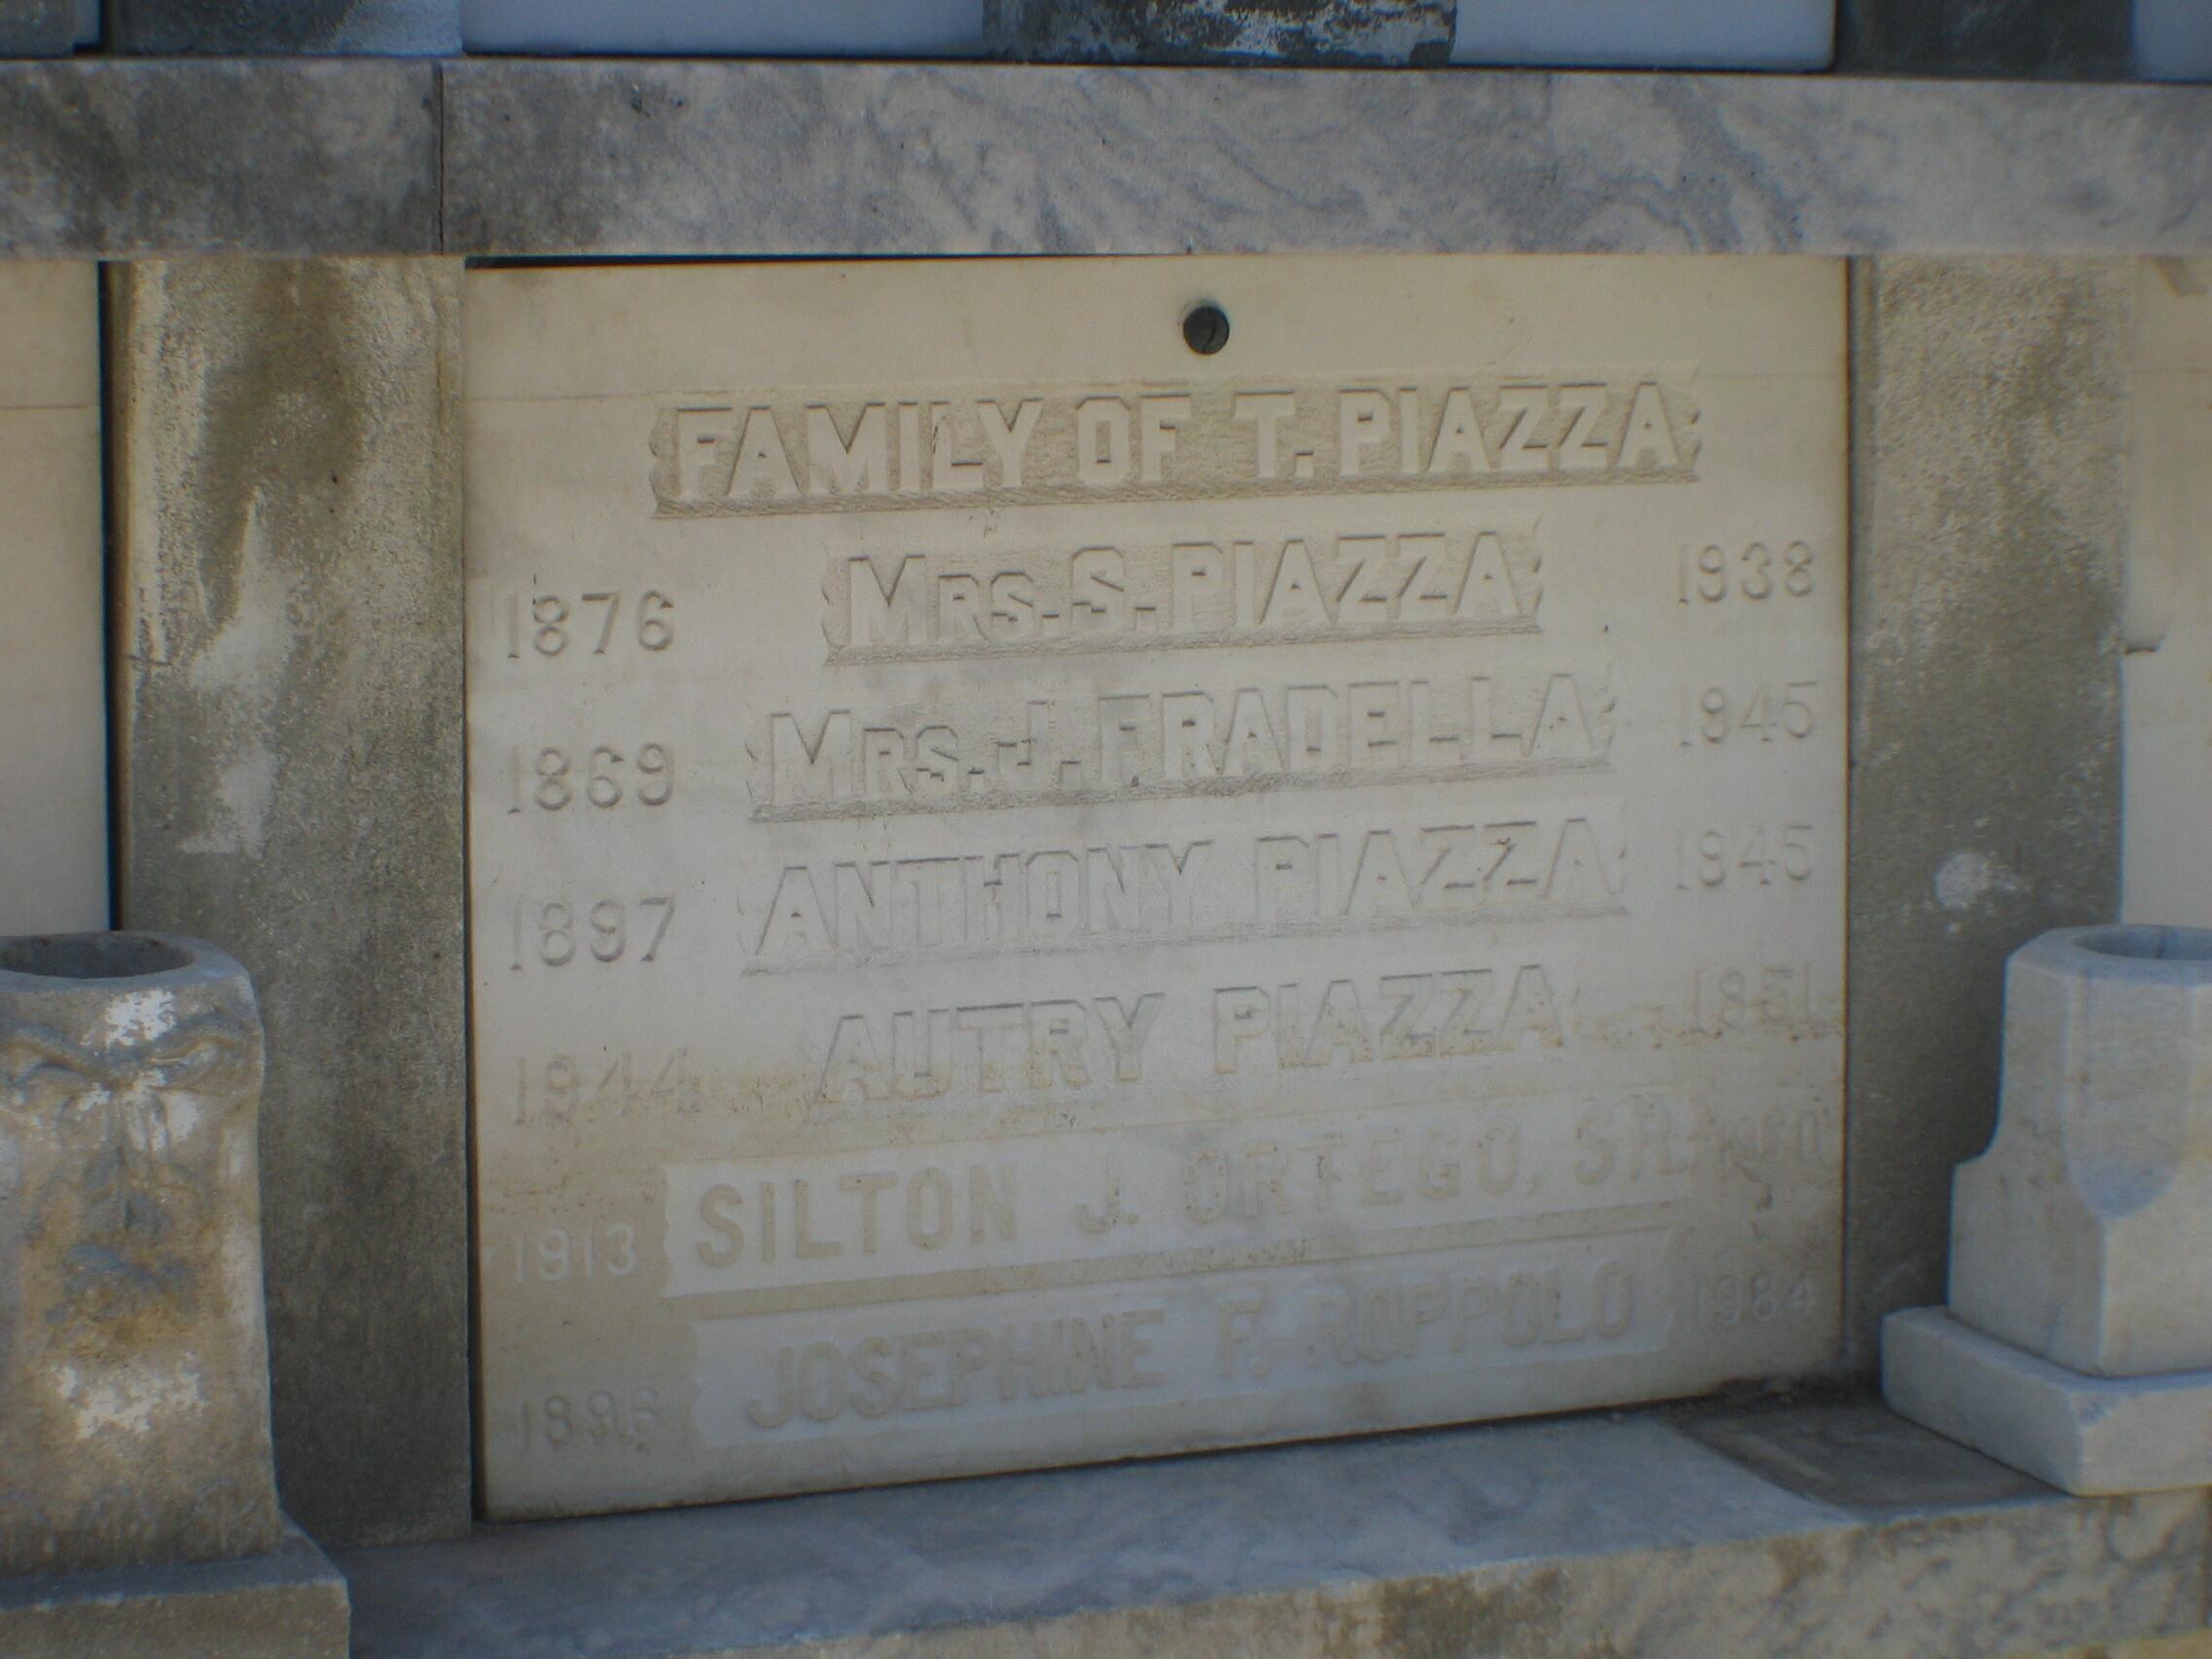 FAMILY OF T. PIAZZA
1876 MRS. S. PIAZZA 1938
1869 MRS. J. FRADELLA 1945
1897 ANTHONY PIAZZA 1945
1944 AUTRY PIAZZA 1951
1913 SILTON J. ORTEGO, SR.
1896 JOSEPHINE F. ROPPOLO 1984